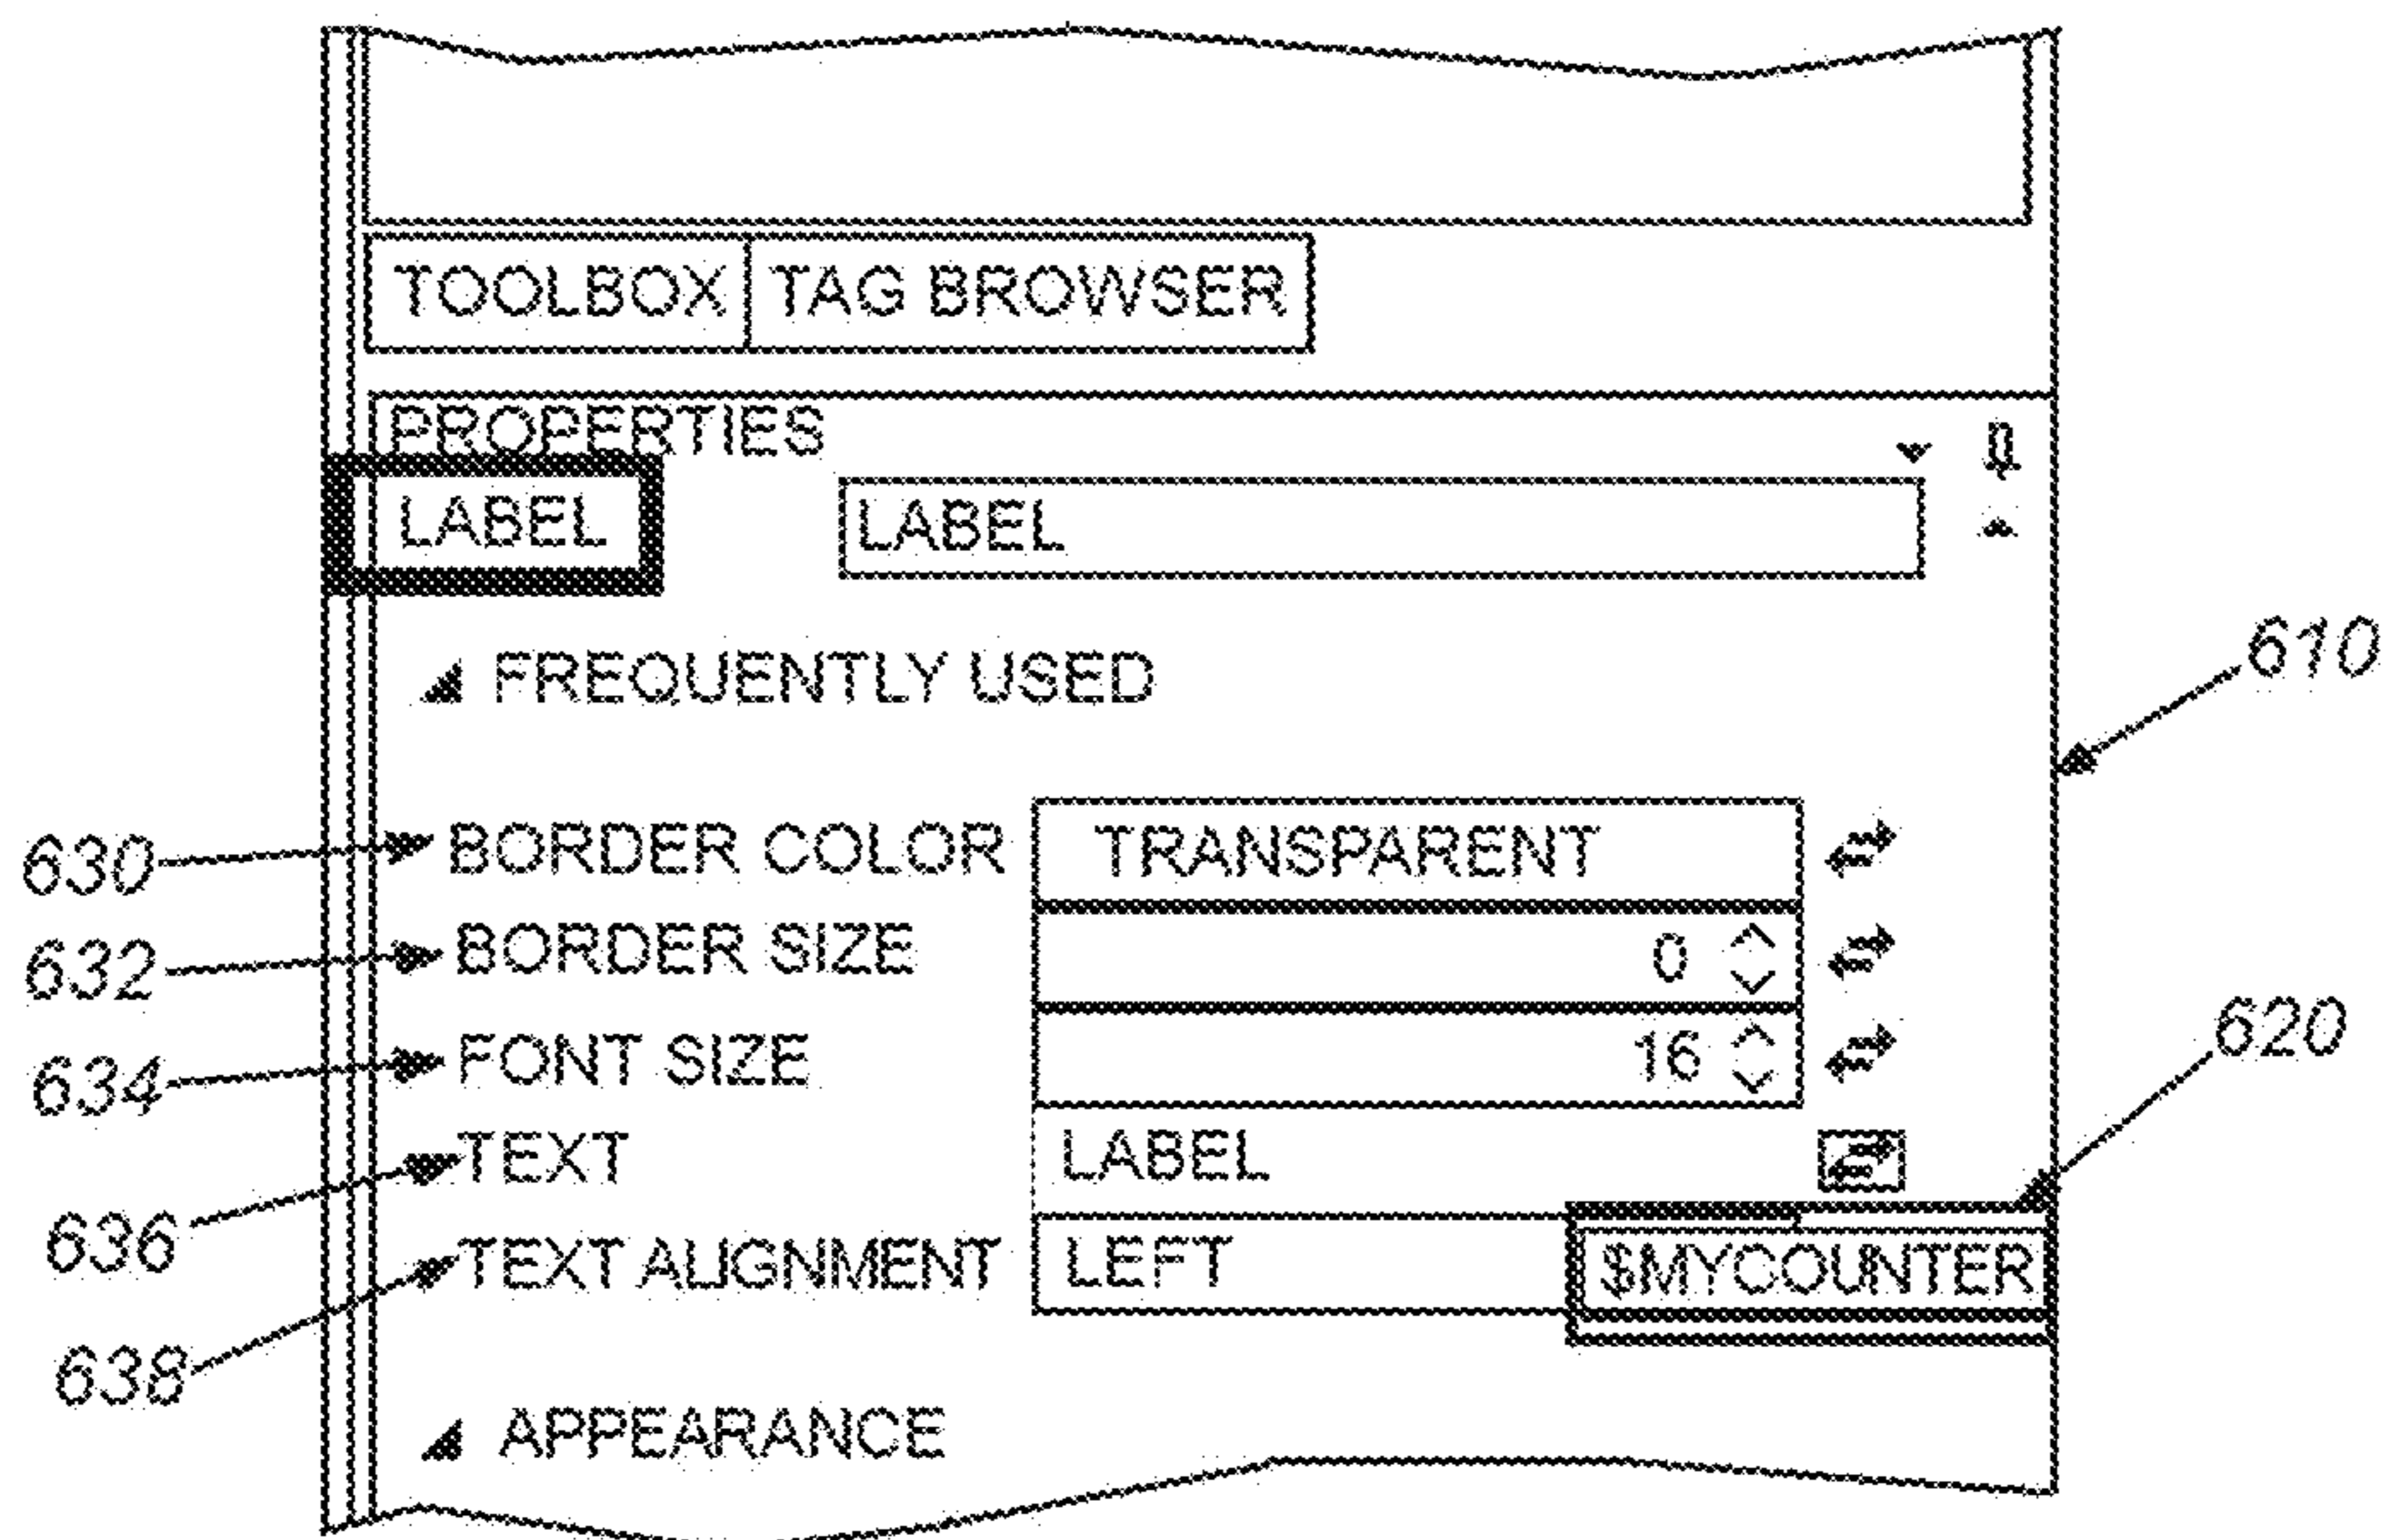 TOOLBOX TAG BROWSER
PROPERTIES
LABEL LABEL
FREQUENTLY USED
610
630 BORDER COLOR TRANSPARENT
632 BORDER SIZE 0
620
634 FONT SIZE 16
636 TEXT LABEL
638 TEXT ALIGNMENT LEFT $MYCOUNTER
APPEARANCE